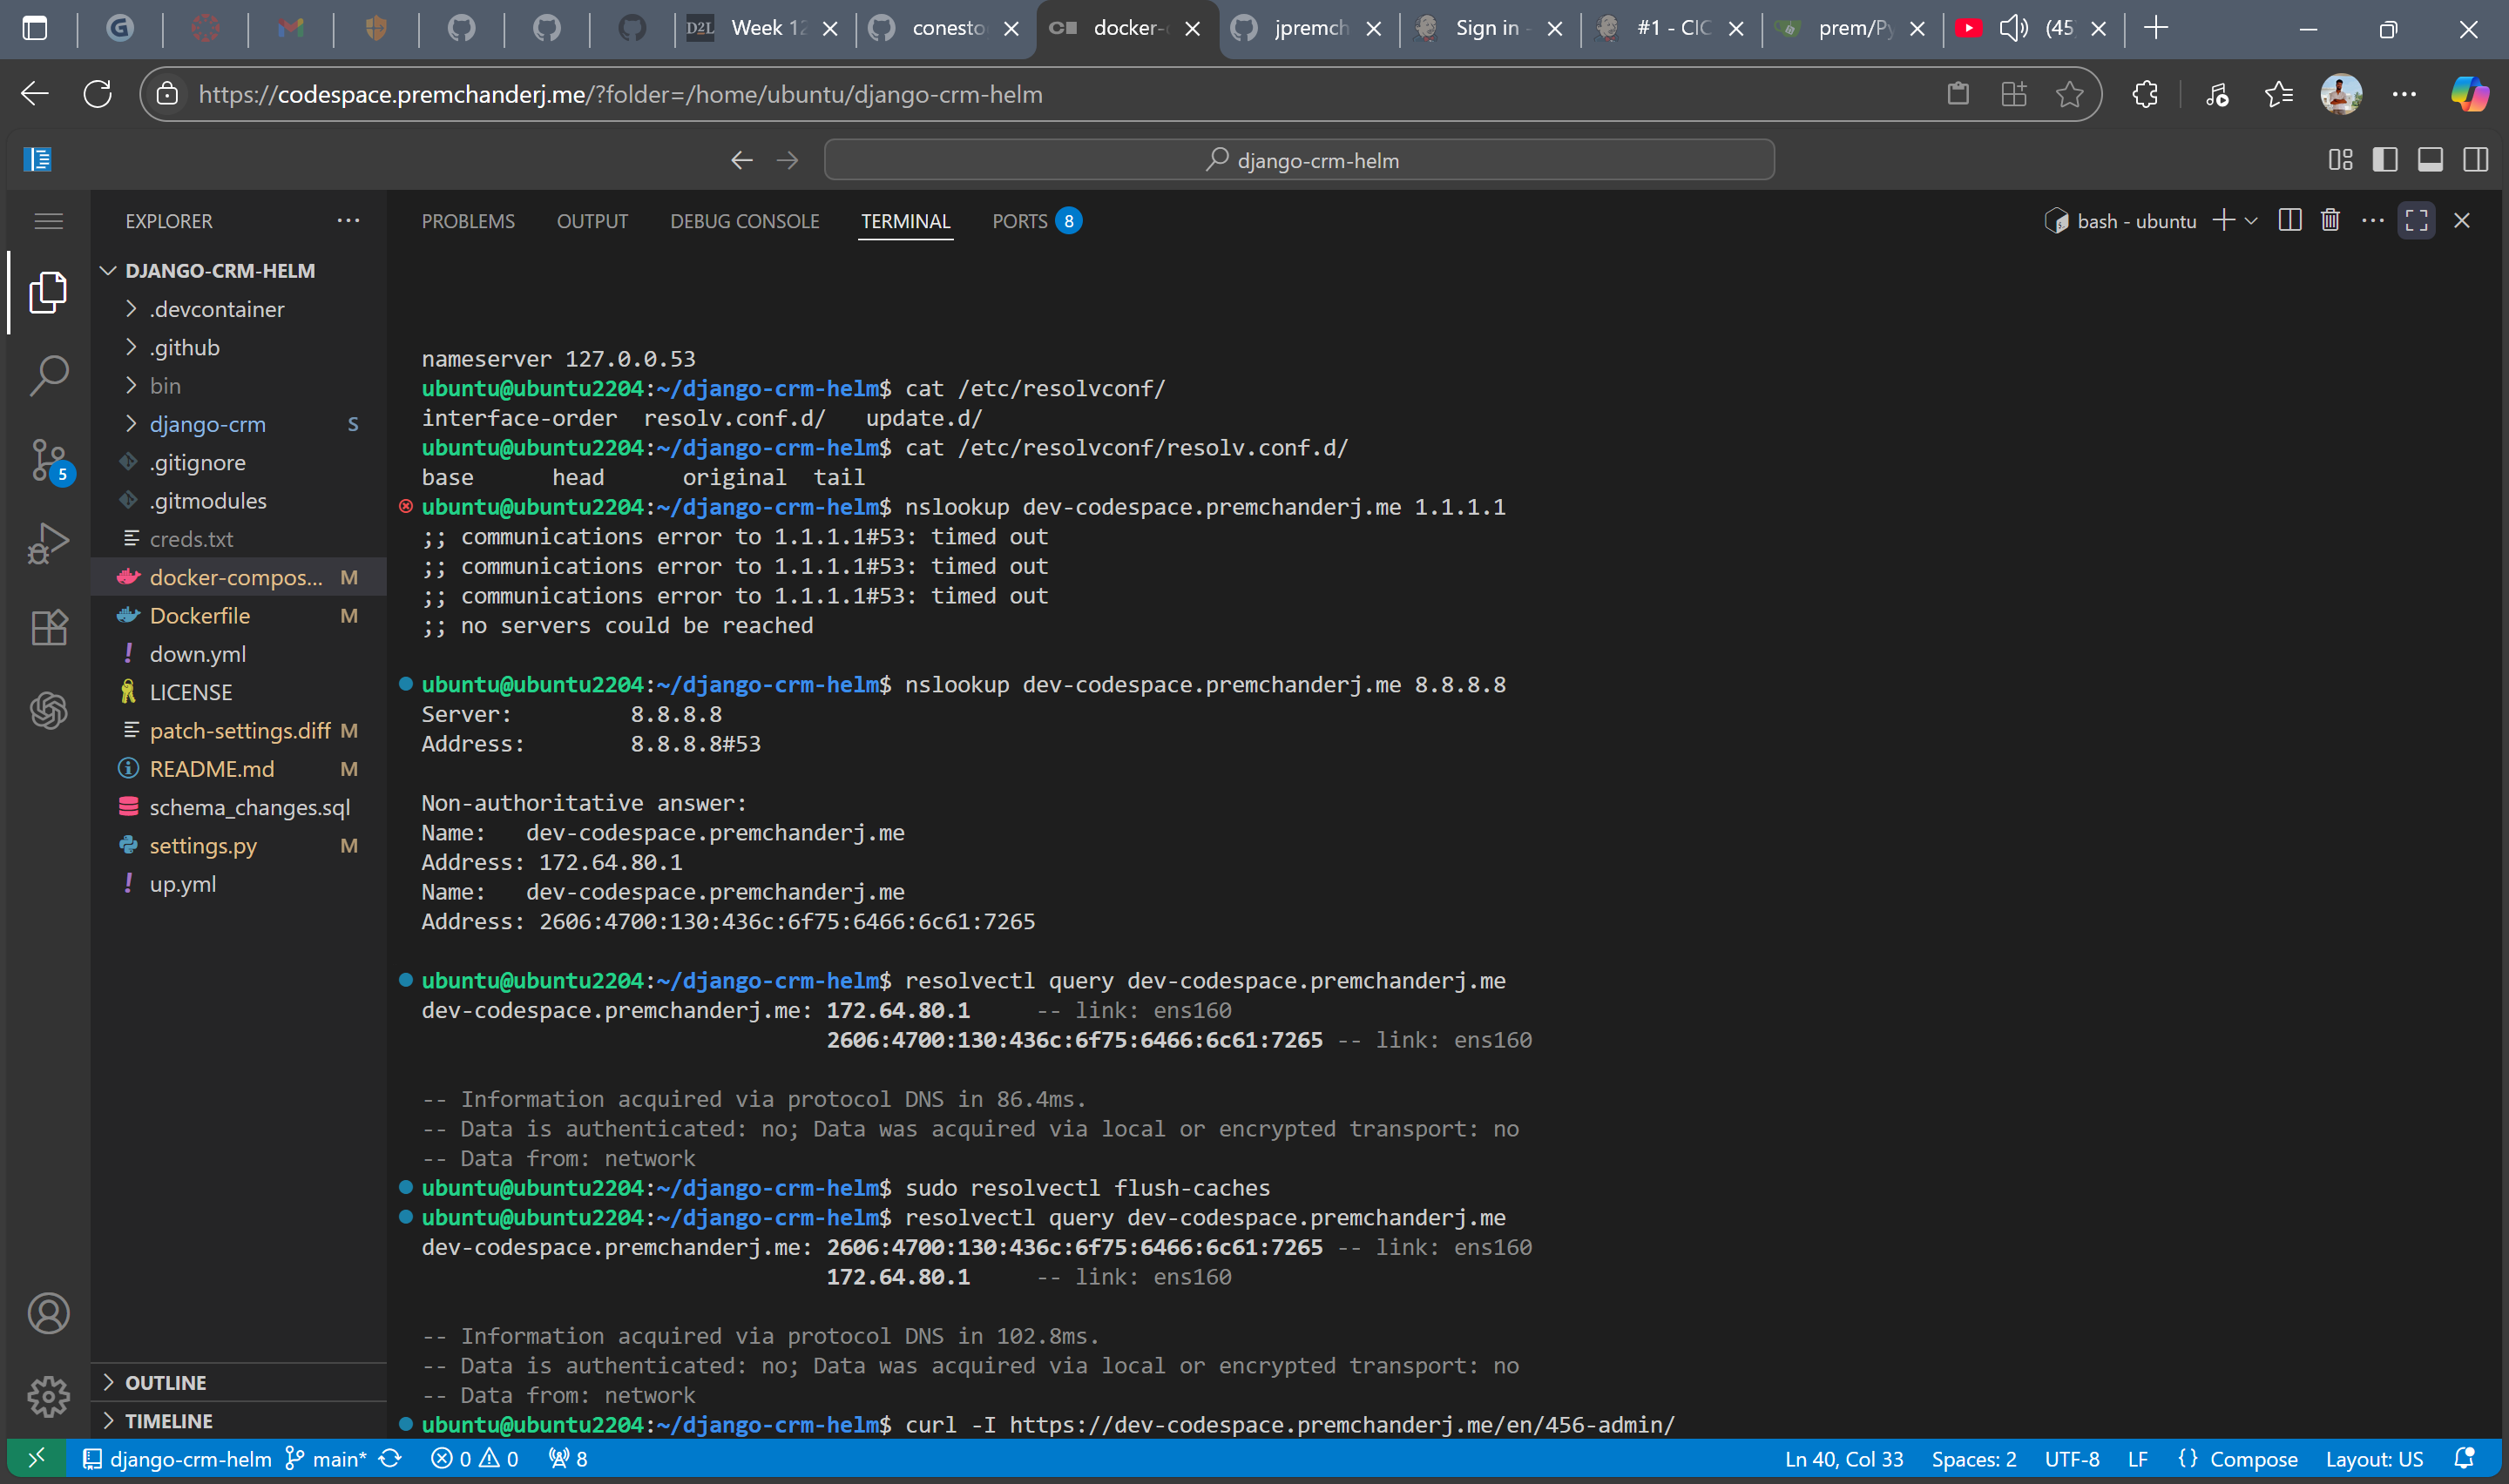 D2L Week 12
conesto
docker-c
jpremch
Sign in -
#1 - CIC
prem/Py
(45
https://codespace.premchanderj.me/?folder=/home/ubuntu/django-crm-helm
django-crm-helm
EXPLORER
DJANGO-CRM-HELM
.devcontainer
.github
bin
django-crm S
.gitignore
.gitmodules
creds.txt
docker-compos... M
Dockerfile M
down.yml
LICENSE
patch-settings.diff M
README.md M
schema_changes.sql
settings.py M
up.yml
OUTLINE
TIMELINE
5
PROBLEMS OUTPUT DEBUG CONSOLE TERMINAL PORTS 8
bash - ubuntu
nameserver 127.0.0.53
ubuntu@ubuntu2204:~/django-crm-helm$ cat /etc/resolvconf/
interface-order resolv.conf.d/ update.d/
ubuntu@ubuntu2204:~/django-crm-helm$ cat /etc/resolvconf/resolv.conf.d/
base head original tail
ubuntu@ubuntu2204:~/django-crm-helm$ nslookup dev-codespace.premchanderj.me 1.1.1.1
;; communications error to 1.1.1.1#53: timed out
;; communications error to 1.1.1.1#53: timed out
;; communications error to 1.1.1.1#53: timed out
;; no servers could be reached
ubuntu@ubuntu2204:~/django-crm-helm$ nslookup dev-codespace.premchanderj.me 8.8.8.8
Server: 8.8.8.8
Address: 8.8.8.8#53
Non-authoritative answer:
Name: dev-codespace.premchanderj.me
Address: 172.64.80.1
Name: dev-codespace.premchanderj.me
Address: 2606:4700:130:436c:6f75:6466:6c61:7265
ubuntu@ubuntu2204:~/django-crm-helm$ resolvectl query dev-codespace.premchanderj.me
dev-codespace.premchanderj.me: 172.64.80.1 -- link: ens160
2606:4700:130:436c:6f75:6466:6c61:7265 -- link: ens160
-- Information acquired via protocol DNS in 86.4ms.
-- Data is authenticated: no; Data was acquired via local or encrypted transport: no
-- Data from: network
ubuntu@ubuntu2204:~/django-crm-helm$ sudo resolvectl flush-caches
ubuntu@ubuntu2204:~/django-crm-helm$ resolvectl query dev-codespace.premchanderj.me
dev-codespace.premchanderj.me: 2606:4700:130:436c:6f75:6466:6c61:7265 -- link: ens160
172.64.80.1 -- link: ens160
-- Information acquired via protocol DNS in 102.8ms.
-- Data is authenticated: no; Data was acquired via local or encrypted transport: no
-- Data from: network
ubuntu@ubuntu2204:~/django-crm-helm$ curl -I https://dev-codespace.premchanderj.me/en/456-admin/
django-crm-helm main* 0 0 8
Ln 40, Col 33 Spaces: 2 UTF-8 LF {} Compose Layout: US